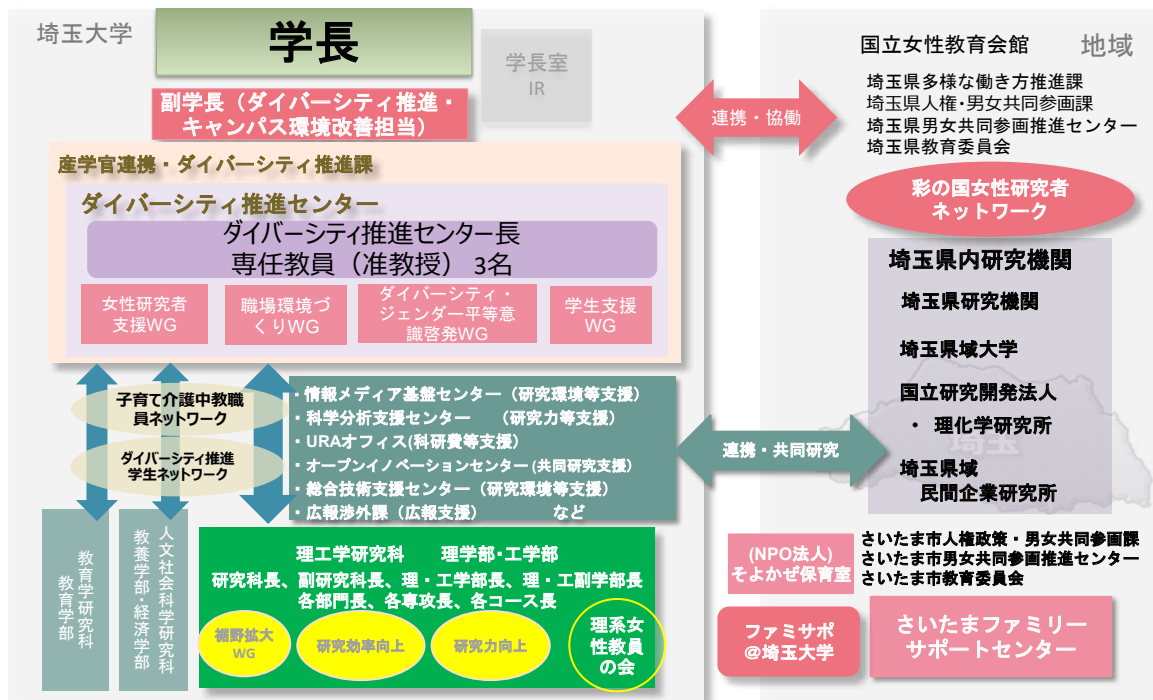 埼玉大学
学長
学長室
IR
副学長（ダイバーシティ推進・
キャンパス環境改善担当）
産学官連携・ダイバーシティ推進課
ダイバーシティ推進センター
ダイバーシティ推進センター長
専任教員（准教授） 3名
女性研究者
支援WG
職場環境づ
くりWG
ダイバーシティ・
ジェンダー平等意
識啓発WG
学生支援
WG
子育て介護中教職
員ネットワーク
ダイバーシティ推進
学生ネットワーク
・情報メディア基盤センター（研究環境等支援）
・科学分析支援センター （研究力等支援）
・URAオフィス(科研費等支援）
・オープンイノベーションセンター(共同研究支援）
・総合技術支援センター（研究環境等支援）
・広報渉外課（広報支援） など
教育学研究科
教育学部
人文社会科学研究科
教養学部・経済学部
理工学研究科 理学部・工学部
研究科長、副研究科長、理・工学部長、理・工副学部長
各部門長、各専攻長、各コース長
裾野拡大
WG
研究効率向上
研究力向上
理系女
性教員
の会
連携・協働
連携・共同研究
国立女性教育会館
地域
埼玉県多様な働き方推進課
埼玉県人権・男女共同参画課
埼玉県男女共同参画推進センター
埼玉県教育委員会
彩の国女性研究者
ネットワーク
埼玉県内研究機関
埼玉県研究機関
埼玉県域大学
国立研究開発法人
・ 理化学研究所
埼玉
埼玉県域
民間企業研究所
(NPO法人)
そよかぜ保育室
さいたま市人権政策・男女共同参画課
さいたま市男女共同参画推進センター
さいたま市教育委員会
ファミサポ
@埼玉大学
さいたまファミリー
サポートセンター